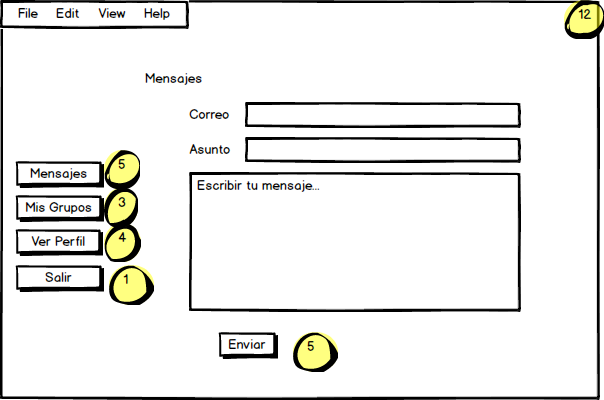 File Edit View Help
12
Mensajes
Correo
Asunto
Mensajes 5
Mis Grupos 3
Ver Perfil 4
Salir 1
Escribir tu mensaje...
Enviar 5